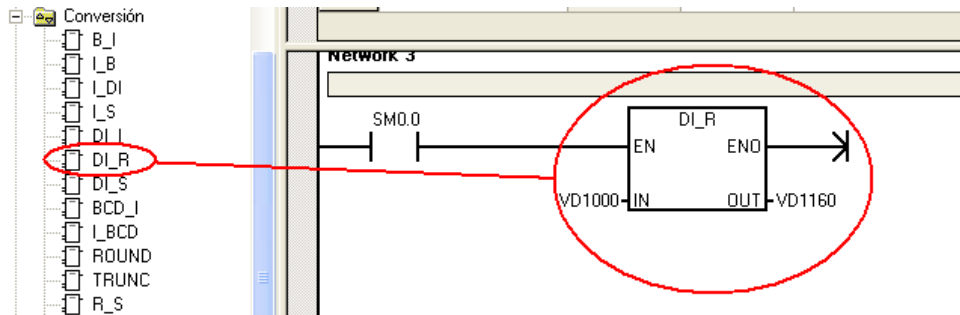 Conversión
B_I
I_B
I_DI
I_S
DI_I
DI_R
DI_S
BCD_I
I_BCD
ROUND
TRUNC
R_S
Network 3
SM0.0
DI_R
EN ENO
VD1000 IN OUT VD1160